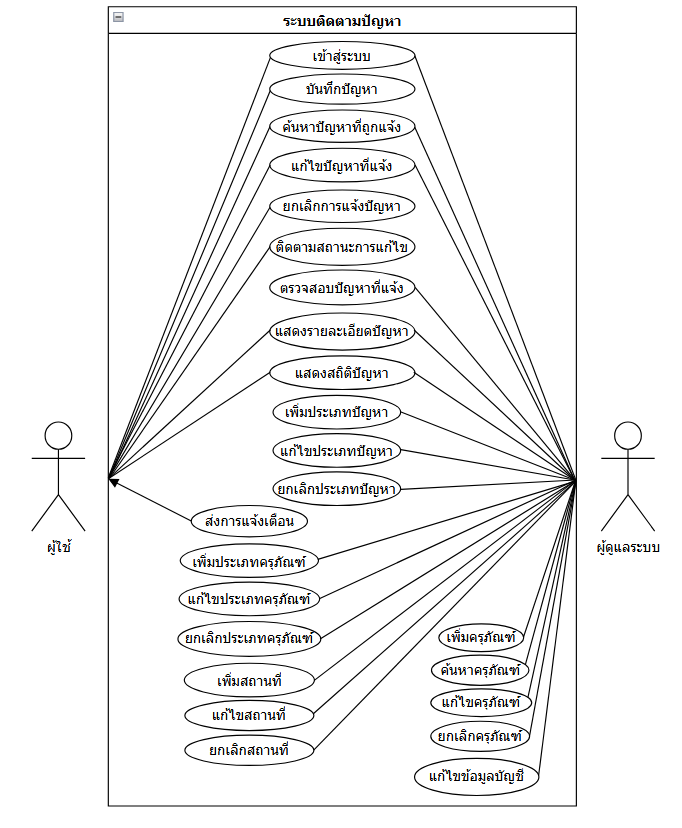 ระบบติดตามปัญหา
เข้าสู่ระบบ
บันทึกปัญหา
ค้นหาปัญหาที่ถูกแจ้ง
แก้ไขปัญหาที่แจ้ง
ยกเลิกการแจ้งปัญหา
ติดตามสถานะการแก้ไข
ตรวจสอบปัญหาที่แจ้ง
แสดงรายละเอียดปัญหา
แสดงสถิติปัญหา
เพิ่มประเภทปัญหา
แก้ไขประเภทปัญหา
ยกเลิกประเภทปัญหา
ส่งการแจ้งเตือน
ผู้ใช้
ผู้ดูแลระบบ
เพิ่มประเภทครุภัณฑ์
แก้ไขประเภทครุภัณฑ์
ยกเลิกประเภทครุภัณฑ์
เพิ่มสถานที่
แก้ไขสถานที่
ยกเลิกสถานที่
เพิ่มครุภัณฑ์
ค้นหาครุภัณฑ์
แก้ไขครุภัณฑ์
ยกเลิกครุภัณฑ์
แก้ไขข้อมูลบัญชี